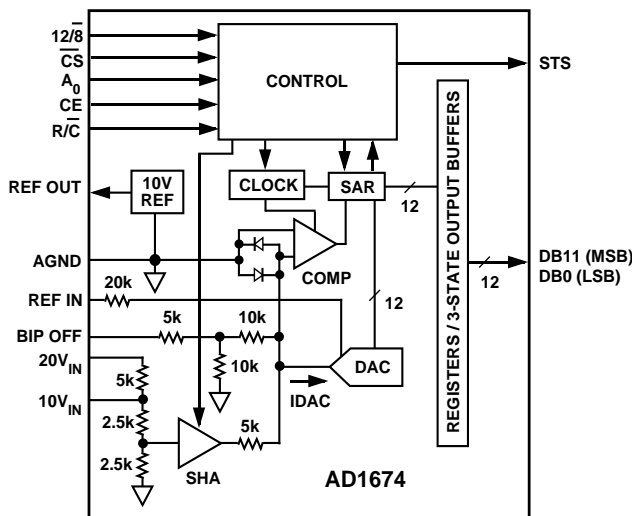 12/8̅
C̅S̅
A0
CE
R/C̅
CONTROL
STS
REF OUT
10V
REF
CLOCK
SAR
12
REGISTERS / 3-STATE OUTPUT BUFFERS
AGND
COMP
12
DB11 (MSB)
DB0 (LSB)
REF IN
20k
12
BIP OFF
5k
10k
10k
20VIN
5k
10VIN
2.5k
2.5k
SHA
5k
IDAC
DAC
AD1674